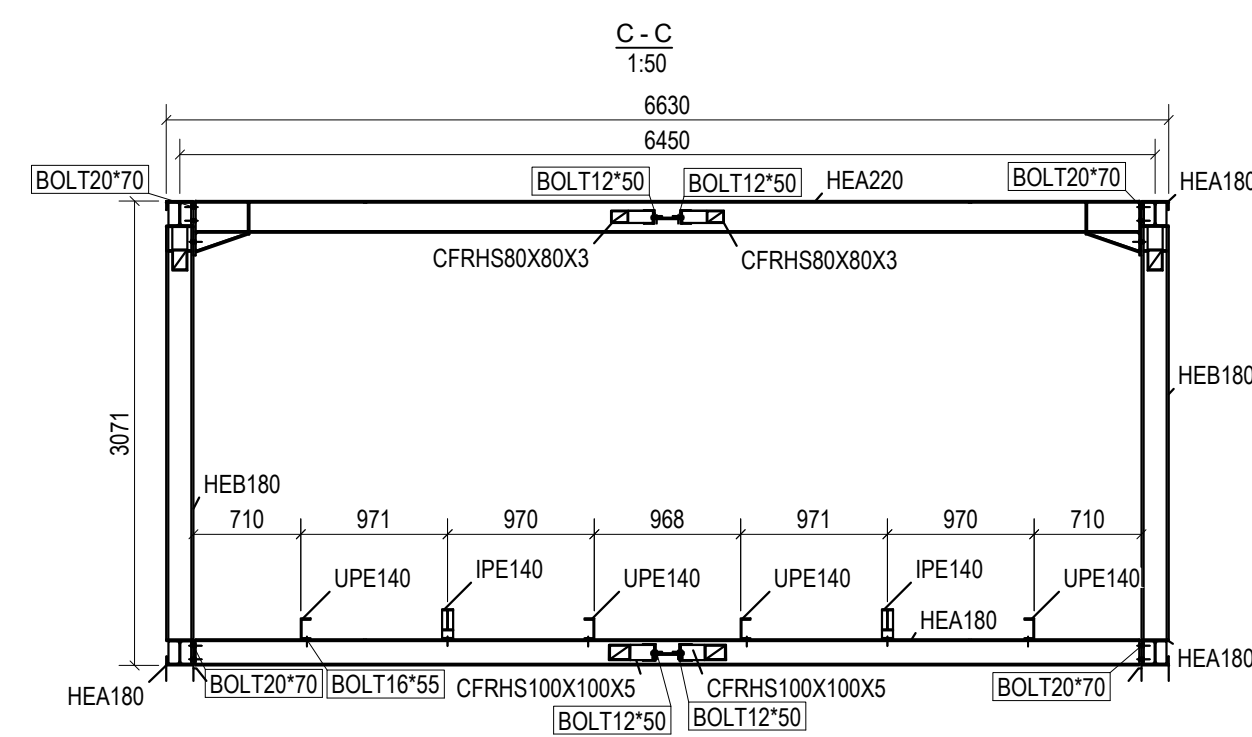 C - C
1:50
6630
6450
BOLT20*70
BOLT12*50
BOLT12*50
HEA220
BOLT20*70
HEA180
CFRHS80X80X3
CFRHS80X80X3
HEB180
3071
HEB180
710
971
970
968
971
970
710
UPE140
IPE140
UPE140
UPE140
IPE140
UPE140
HEA180
HEA180
HEA180
BOLT20*70
BOLT16*55
CFRHS100X100X5
CFRHS100X100X5
BOLT20*70
BOLT12*50
BOLT12*50